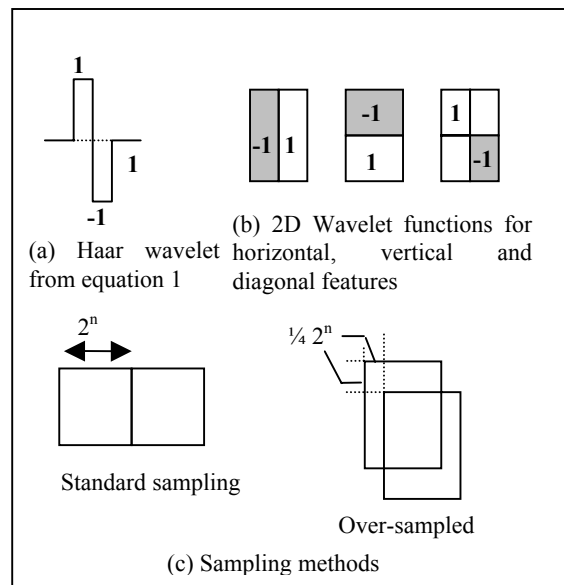 1
1
-1
-1
1
-1
1
1
-1
(a) Haar wavelet
from equation 1
(b) 2D Wavelet functions for
horizontal, vertical and
diagonal features
2ⁿ
¼ 2ⁿ
Standard sampling
Over-sampled
(c) Sampling methods